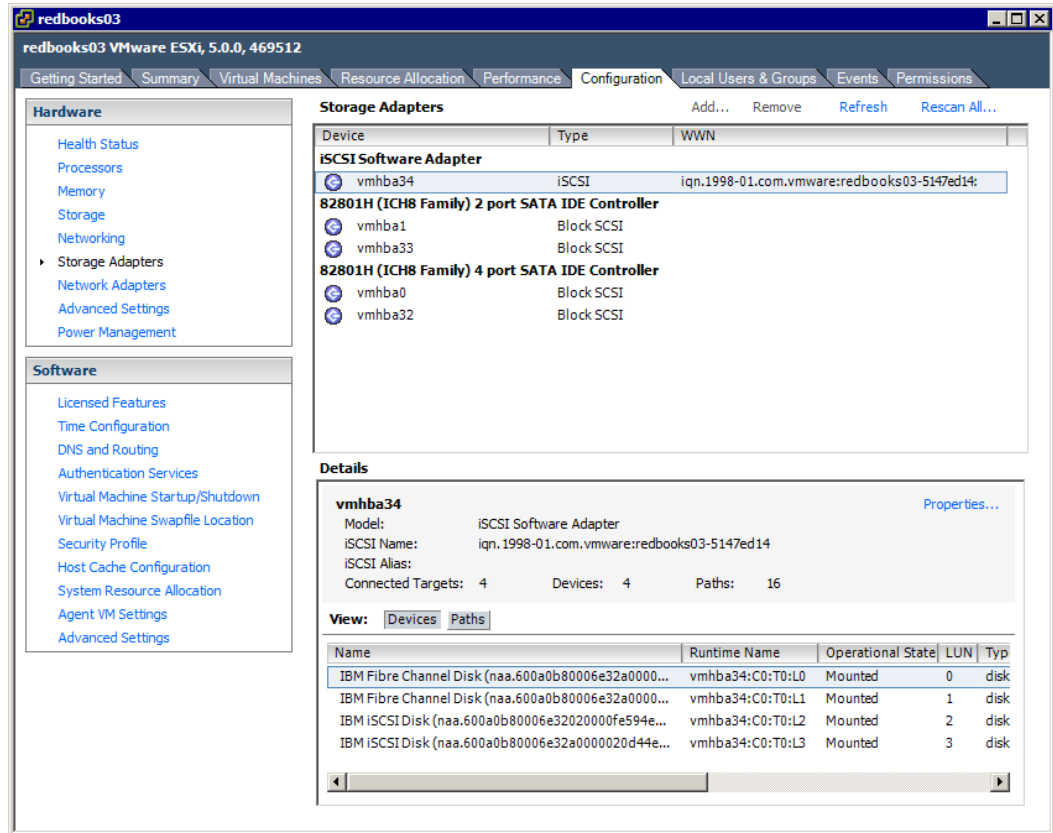 redbooks03
redbooks03 VMware ESXi, 5.0.0, 469512
Getting Started Summary Virtual Machines Resource Allocation Performance Configuration Local Users & Groups Events Permissions
Hardware
Health Status
Processors
Memory
Storage
Networking
Storage Adapters
Network Adapters
Advanced Settings
Power Management
Software
Licensed Features
Time Configuration
DNS and Routing
Authentication Services
Virtual Machine Startup/Shutdown
Virtual Machine Swapfile Location
Security Profile
Host Cache Configuration
System Resource Allocation
Agent VM Settings
Advanced Settings
Storage Adapters Add... Remove Refresh Rescan All...
Device Type WWN
iSCSI Software Adapter
vmhba34 iSCSI iqn.1998-01.com.vmware:redbooks03-5147ed14:
82801H (ICH8 Family) 2 port SATA IDE Controller
vmhba1 Block SCSI
vmhba33 Block SCSI
82801H (ICH8 Family) 4 port SATA IDE Controller
vmhba0 Block SCSI
vmhba32 Block SCSI
Details
vmhba34 Properties...
Model: iSCSI Software Adapter
iSCSI Name: iqn.1998-01.com.vmware:redbooks03-5147ed14
iSCSI Alias:
Connected Targets: 4 Devices: 4 Paths: 16
View: Devices Paths
Name Runtime Name Operational State LUN Typ
IBM Fibre Channel Disk (naa.600a0b80006e32a0000... vmhba34:C0:T0:L0 Mounted 0 disk
IBM Fibre Channel Disk (naa.600a0b80006e32a0000... vmhba34:C0:T0:L1 Mounted 1 disk
IBM iSCSI Disk (naa.600a0b80006e32020000fe594e... vmhba34:C0:T0:L2 Mounted 2 disk
IBM iSCSI Disk (naa.600a0b80006e32a0000020d44e... vmhba34:C0:T0:L3 Mounted 3 disk